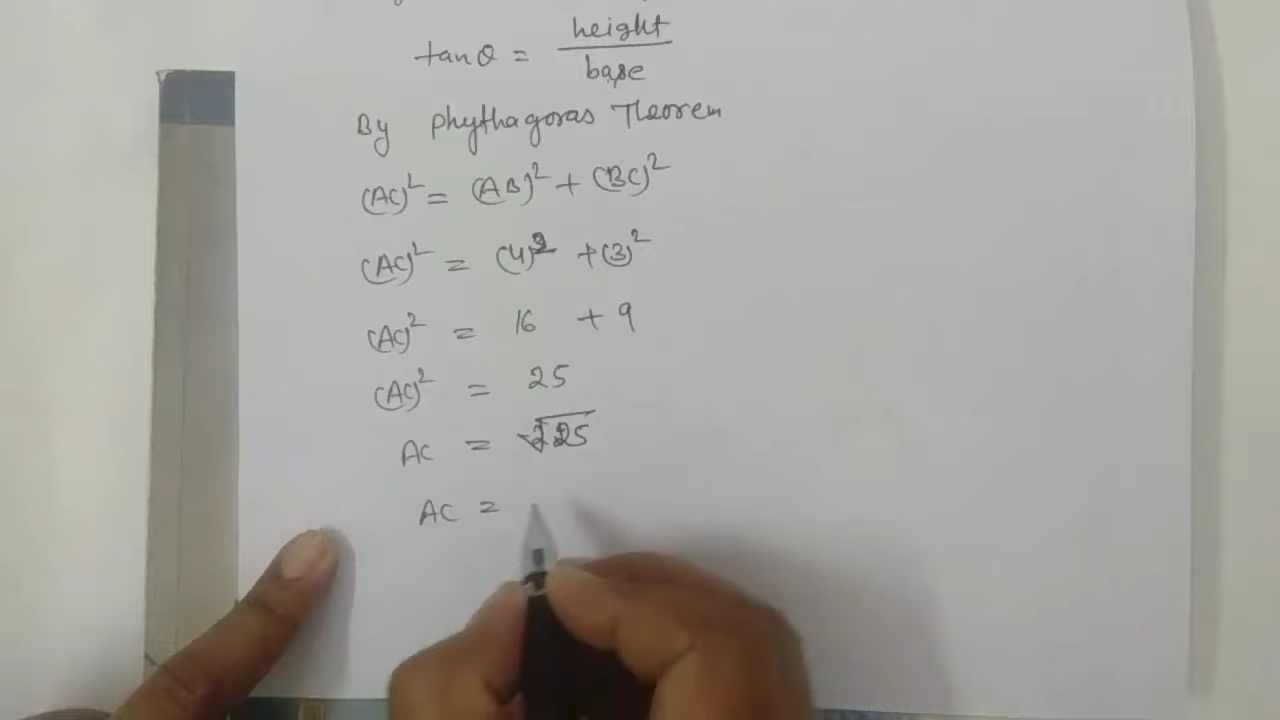 tanθ = height/base
By phythagoras Theorem
(AC)² = (AB)² + (BC)²
(AC)² = (4)² + (3)²
(AC)² = 16 + 9
(AC)² = 25
AC = √25
AC =